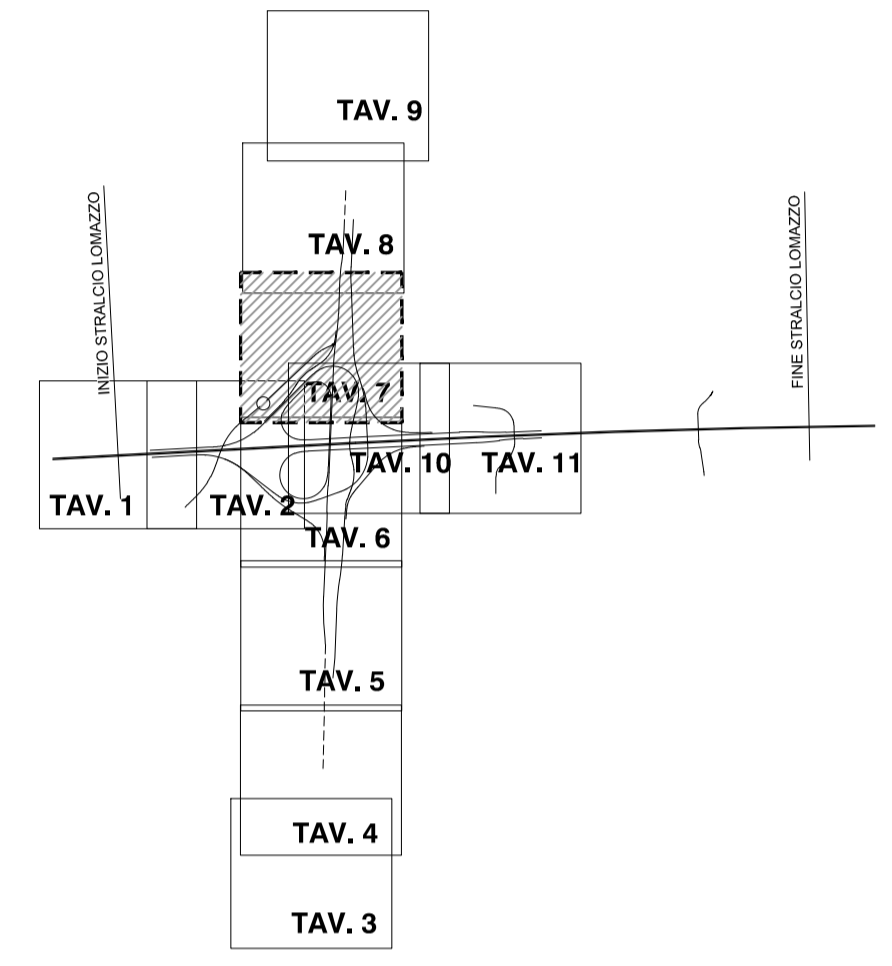 TAV. 9
INIZIO STRALCIO LOMAZZO
FINE STRALCIO LOMAZZO
TAV. 8
TAV. 7
TAV. 10
TAV. 11
TAV. 1
TAV. 2
TAV. 6
TAV. 5
TAV. 4
TAV. 3